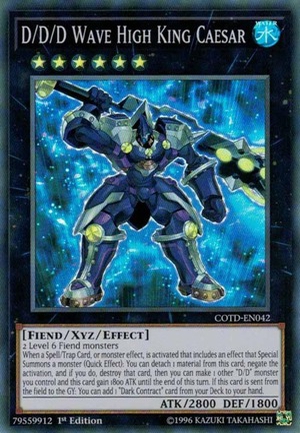 D/D/D WAVE HIGH KING CAESAR
WATER
水
COTD-EN042
[FIEND/XYZ/EFFECT]
2 Level 6 Fiend monsters
When a Spell/Trap Card, or monster effect, is activated that includes an effect that Special
Summons a monster (Quick Effect): You can detach 1 material from this card; negate
the activation, and if you do, destroy that card, then you can make 1 other "D/D" monster
you control and this card gain 1800 ATK until the end of this turn. If this card is sent from
the field to the GY: You can add 1 "Dark Contract" card from your Deck to your hand.
ATK/2800 DEF/1800
79559912 1st Edition ©1996 KAZUKI TAKAHASHI